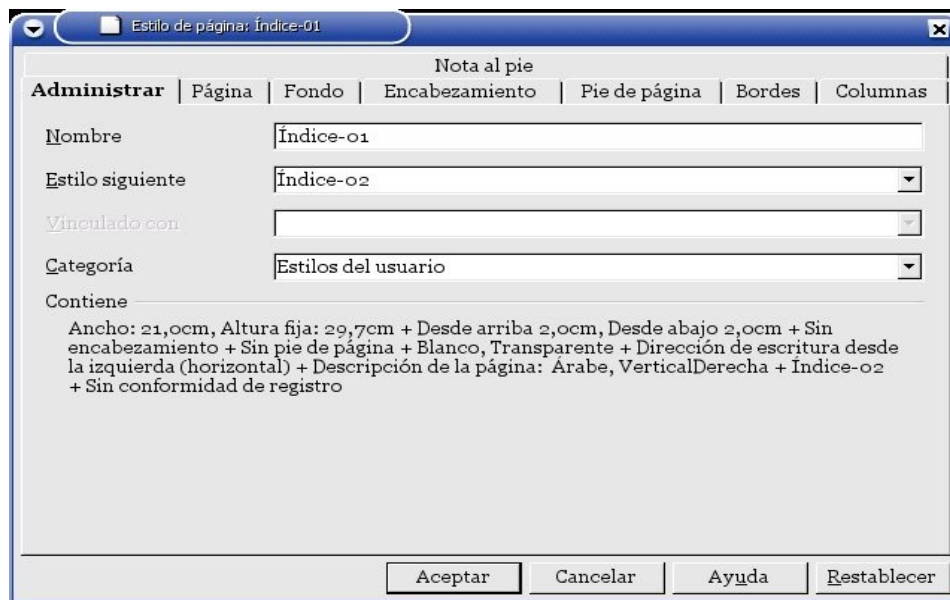 Estilo de página: Índice-01
Nota al pie
Administrar Página Fondo Encabezamiento Pie de página Bordes Columnas
Nombre Índice-01
Estilo siguiente Índice-02
Vinculado con
Categoría Estilos del usuario
Contiene
Ancho: 21,0cm, Altura fija: 29,7cm + Desde arriba 2,0cm, Desde abajo 2,0cm + Sin
encabezamiento + Sin pie de página + Blanco, Transparente + Dirección de escritura desde
la izquierda (horizontal) + Descripción de la página: Árabe, VerticalDerecha + Índice-02
+ Sin conformidad de registro
Aceptar Cancelar Ayuda Restablecer